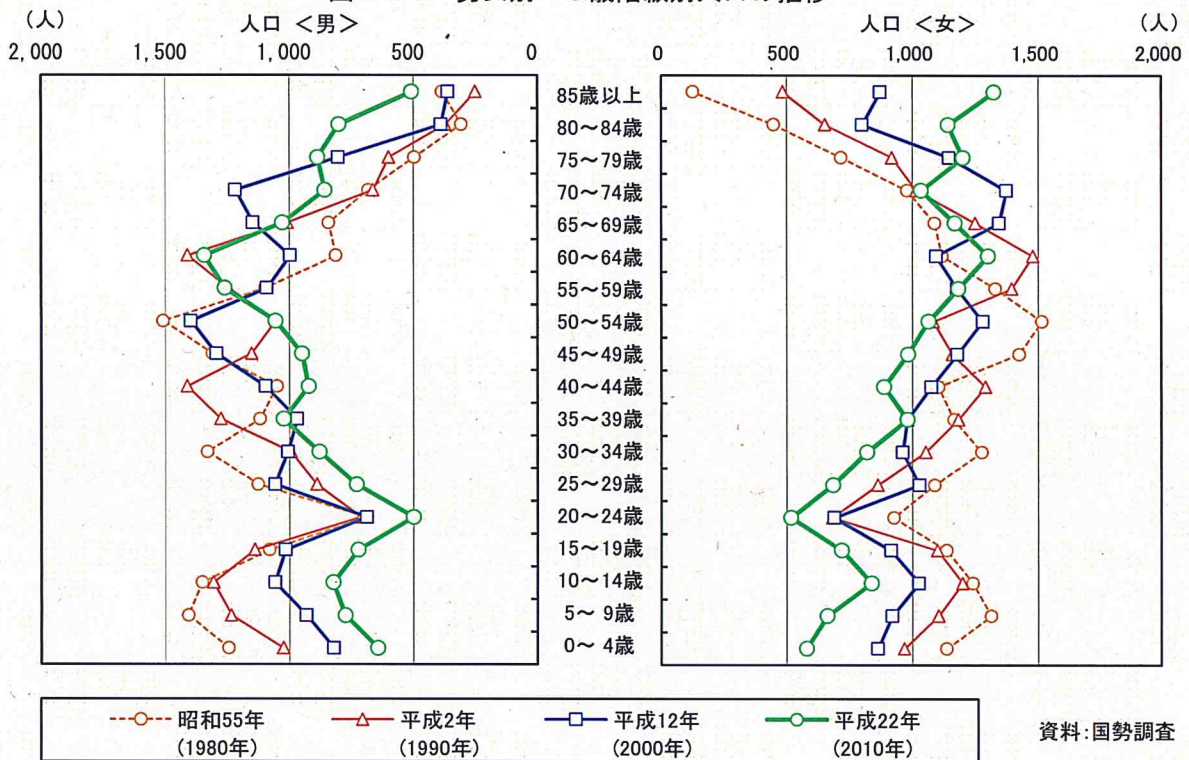 (人) 人口 <男> 人口 <女> (人)
2,000 1,500 1,000 500 0 0 500 1,000 1,500 2,000
85歳以上
80～84歳
75～79歳
70～74歳
65～69歳
60～64歳
55～59歳
50～54歳
45～49歳
40～44歳
35～39歳
30～34歳
25～29歳
20～24歳
15～19歳
10～14歳
5～ 9歳
0～ 4歳
昭和55年 平成2年 平成12年 平成22年
(1980年) (1990年) (2000年) (2010年)
資料：国勢調査